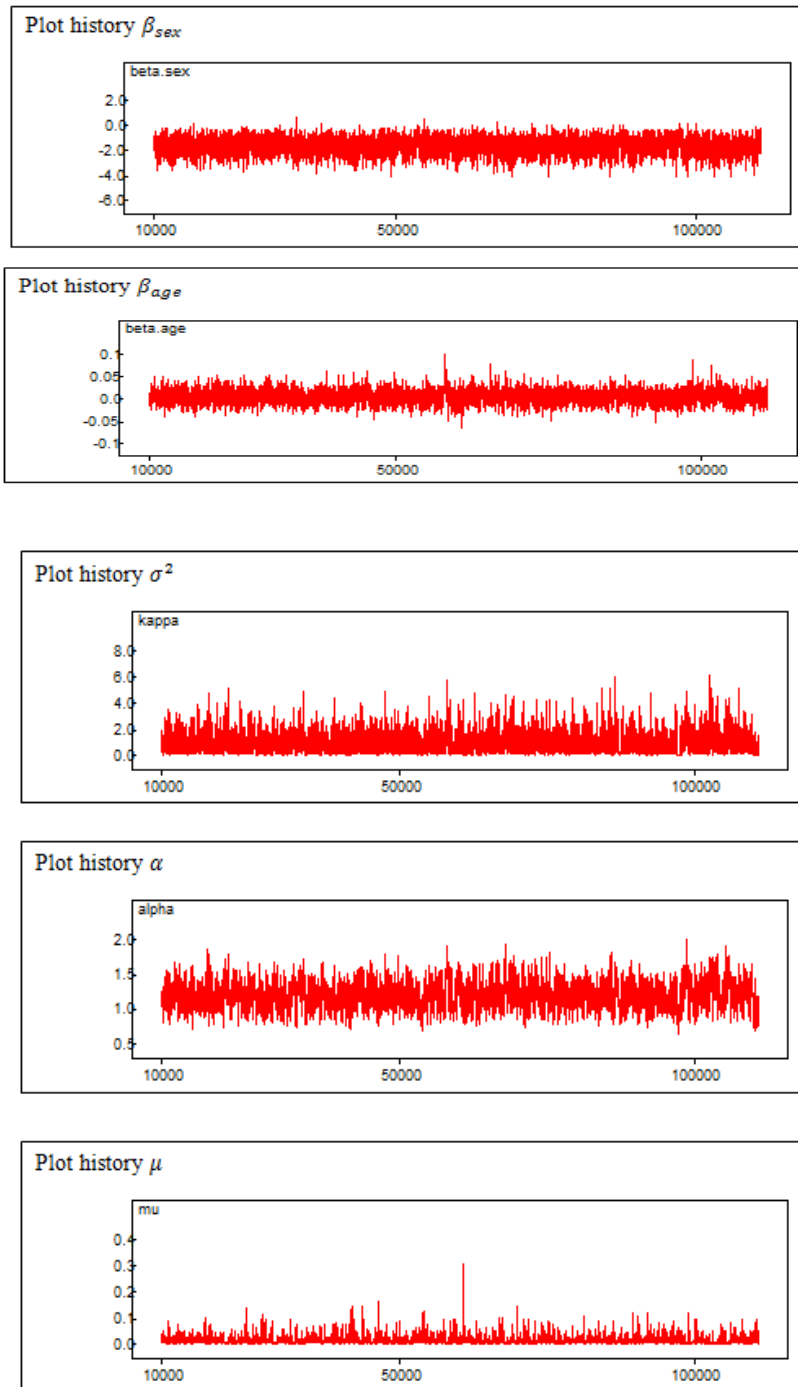 Plot history βsex
beta.sex
2.0
0.0
-2.0
-4.0
-6.0
10000 50000 100000
Plot history βage
beta.age
0.1
0.05
0.0
-0.05
-0.1
10000 50000 100000
Plot history σ²
kappa
8.0
6.0
4.0
2.0
0.0
10000 50000 100000
Plot history α
alpha
2.0
1.5
1.0
0.5
10000 50000 100000
Plot history μ
mu
0.4
0.3
0.2
0.1
0.0
10000 50000 100000